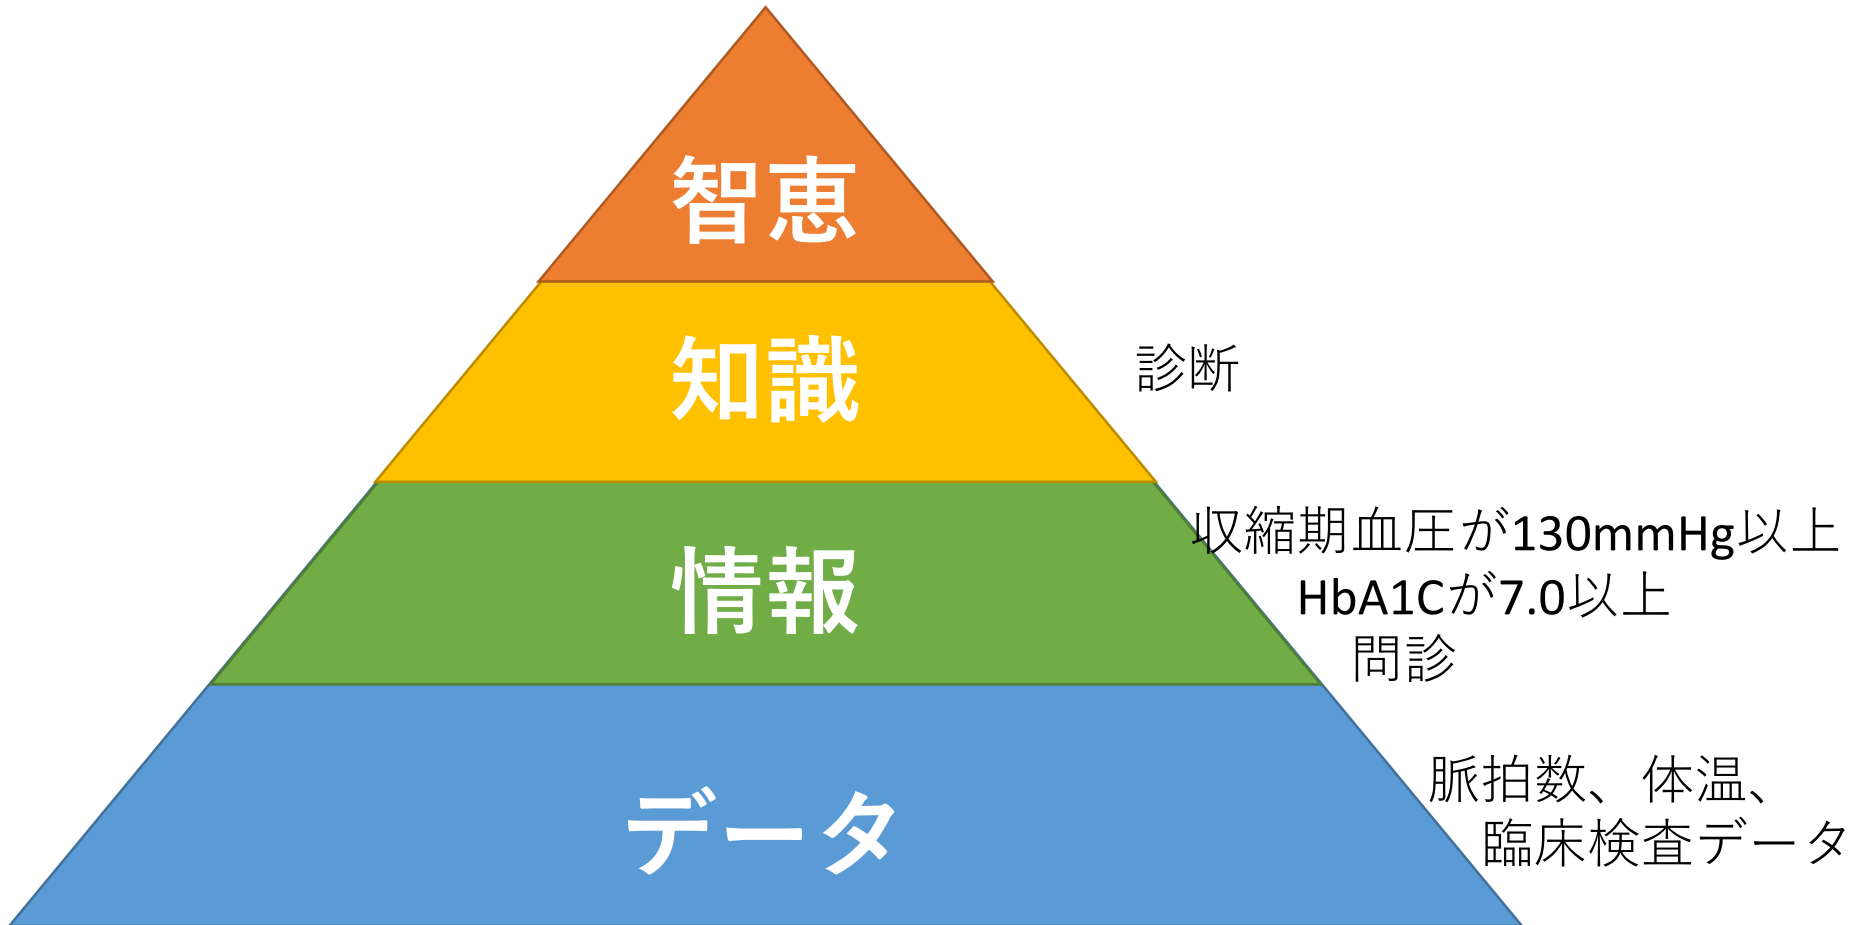 智恵
知識
診断
情報
収縮期血圧が130mmHg以上
HbA1Cが7.0以上
問診
データ
脈拍数、体温、
臨床検査データ